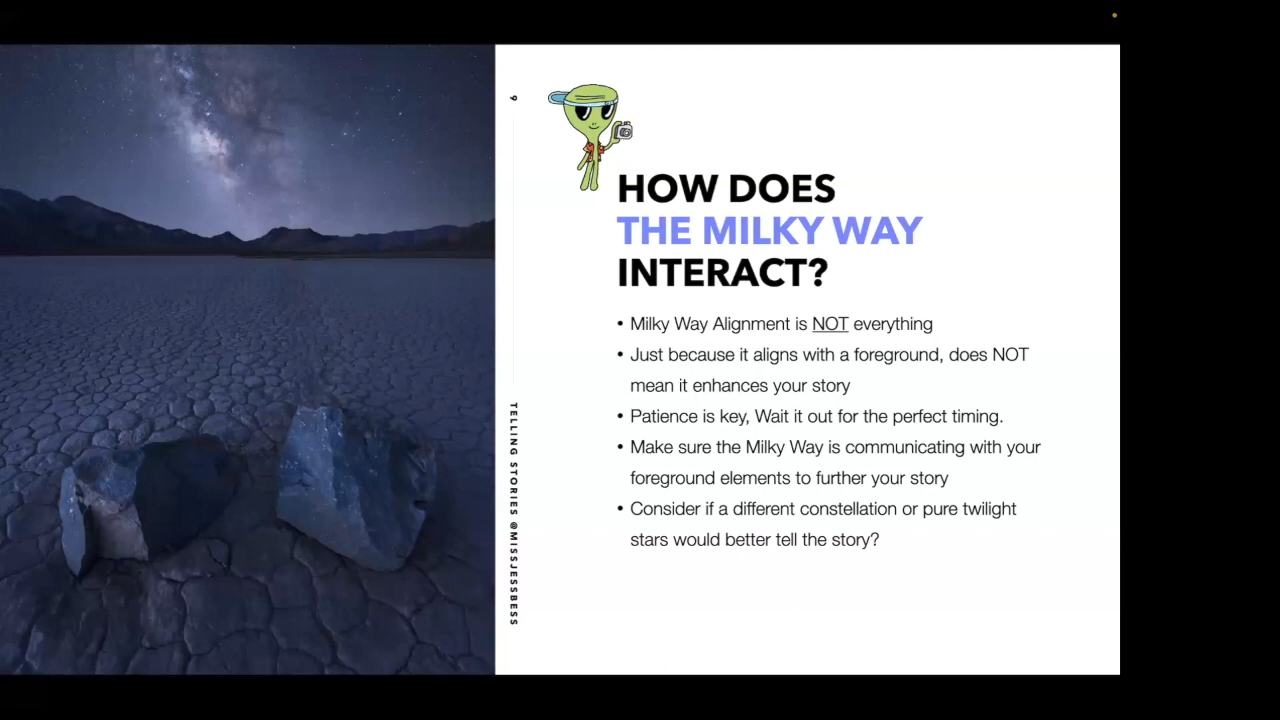 9
HOW DOES
THE MILKY WAY
INTERACT?
• Milky Way Alignment is NOT everything
• Just because it aligns with a foreground, does NOT
mean it enhances your story
• Patience is key, Wait it out for the perfect timing.
• Make sure the Milky Way is communicating with your
foreground elements to further your story
• Consider if a different constellation or pure twilight
stars would better tell the story?
TELLING STORIES @MISSJESSBESS